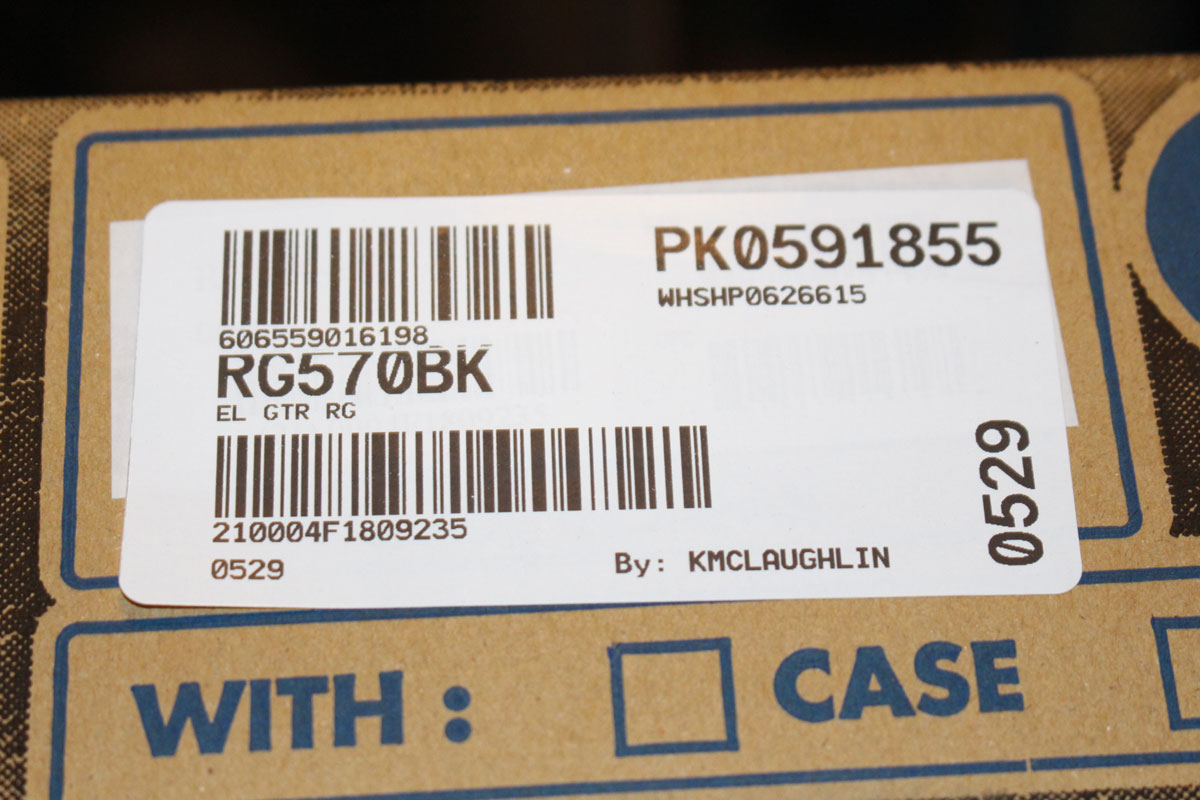 PK0591855
WHSHP0626615
606559016198
RG570BK
EL GTR RG
210004F1809235
0529
By: KMCLAUGHLIN
0529
WITH: CASE